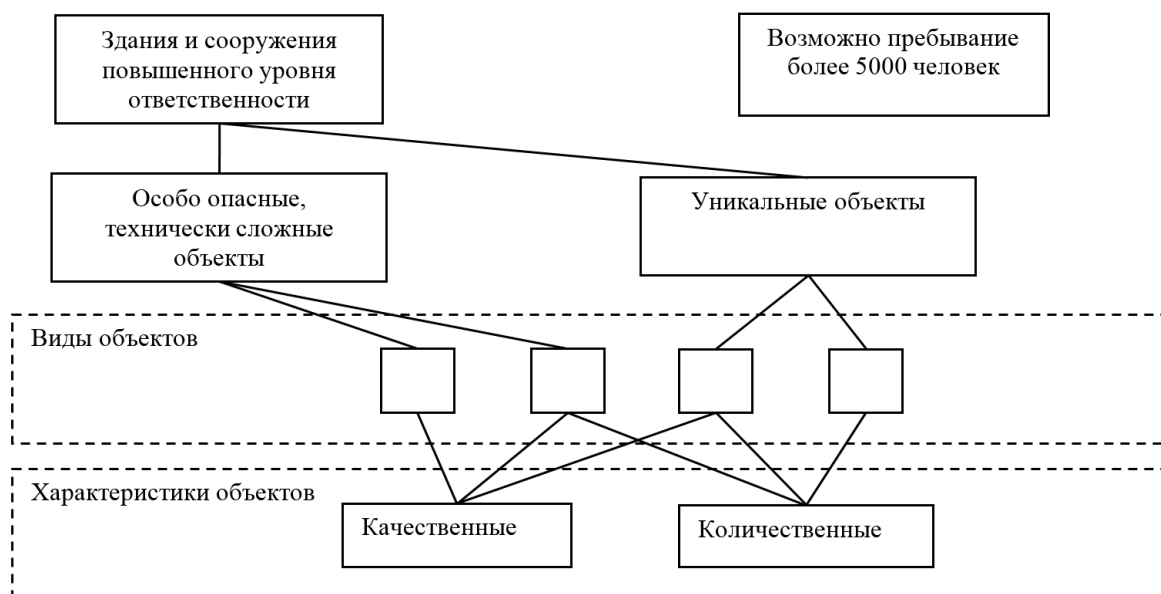 Здания и сооружения
повышенного уровня
ответственности
Возможно пребывание
более 5000 человек
Особо опасные,
технически сложные
объекты
Уникальные объекты
Виды объектов
Характеристики объектов
Качественные
Количественные